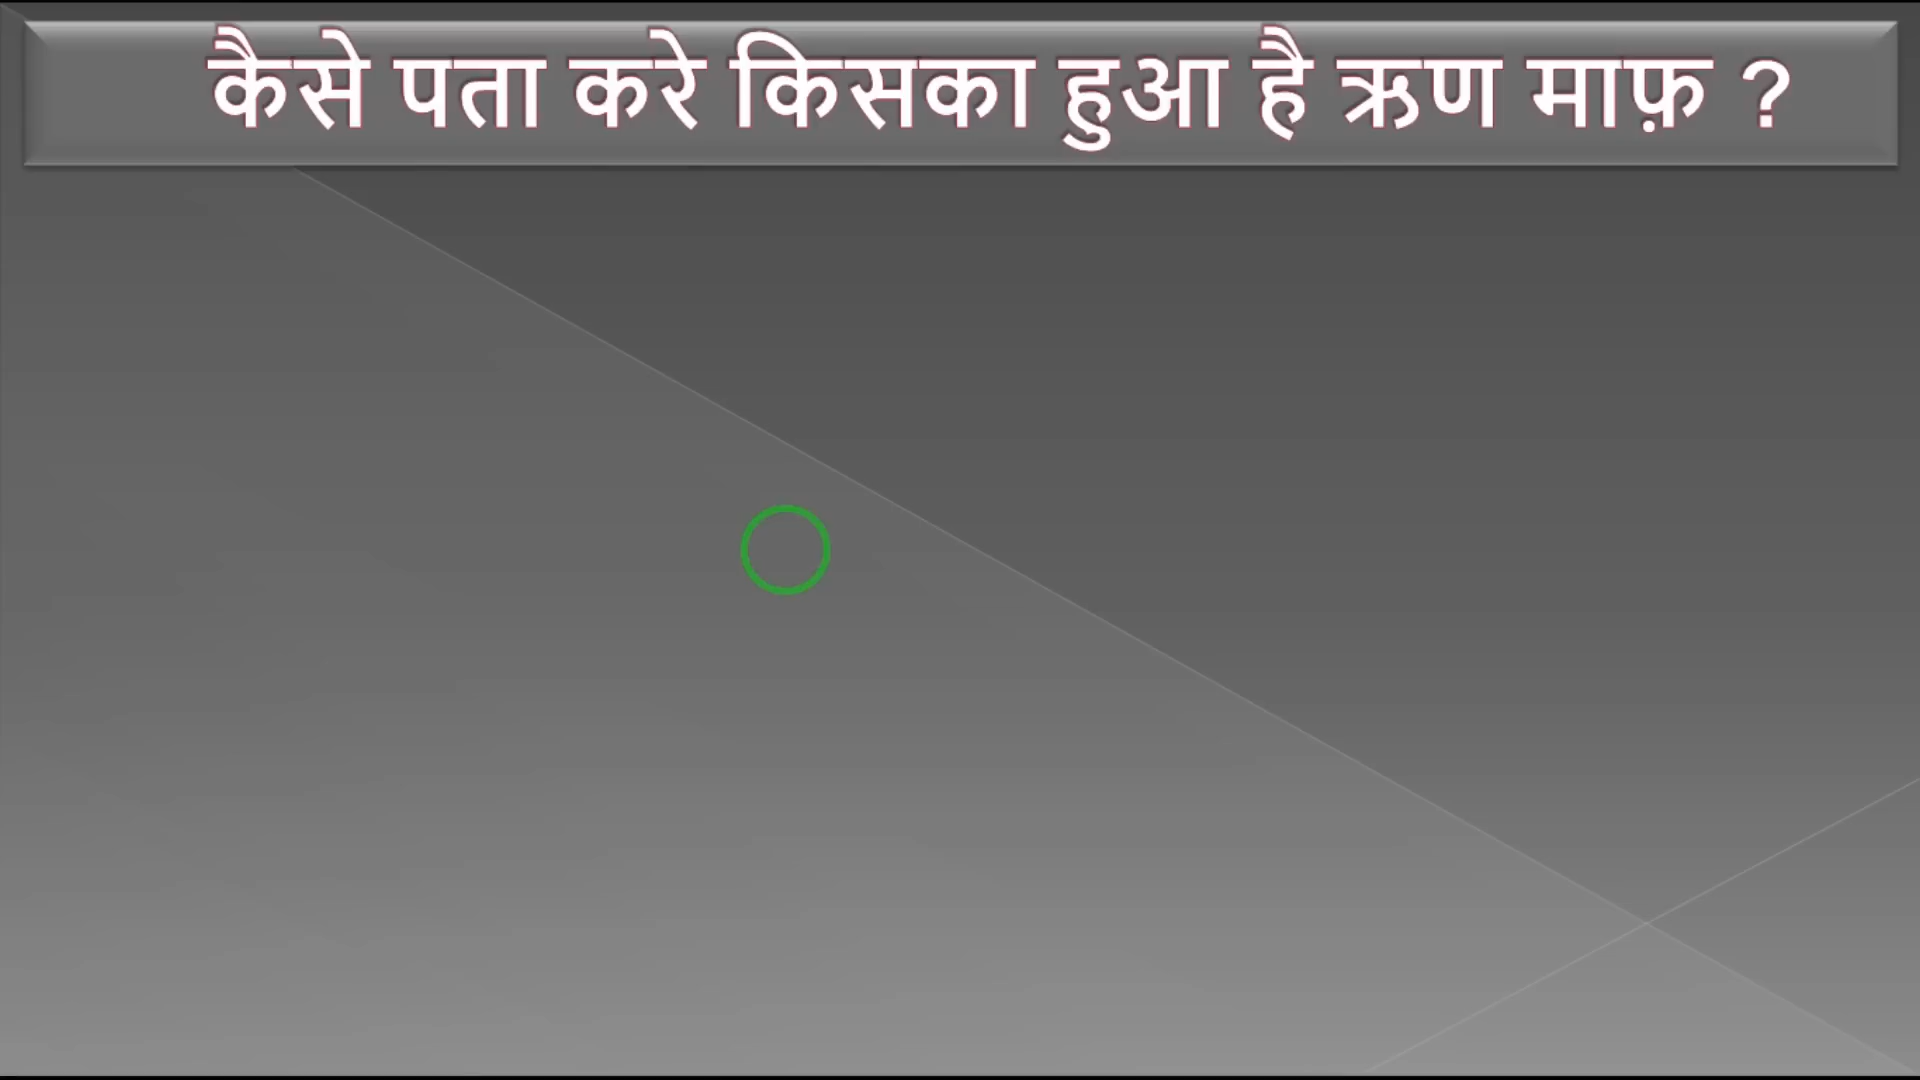 कैसे पता करे किसका हुआ है ऋण माफ़ ?